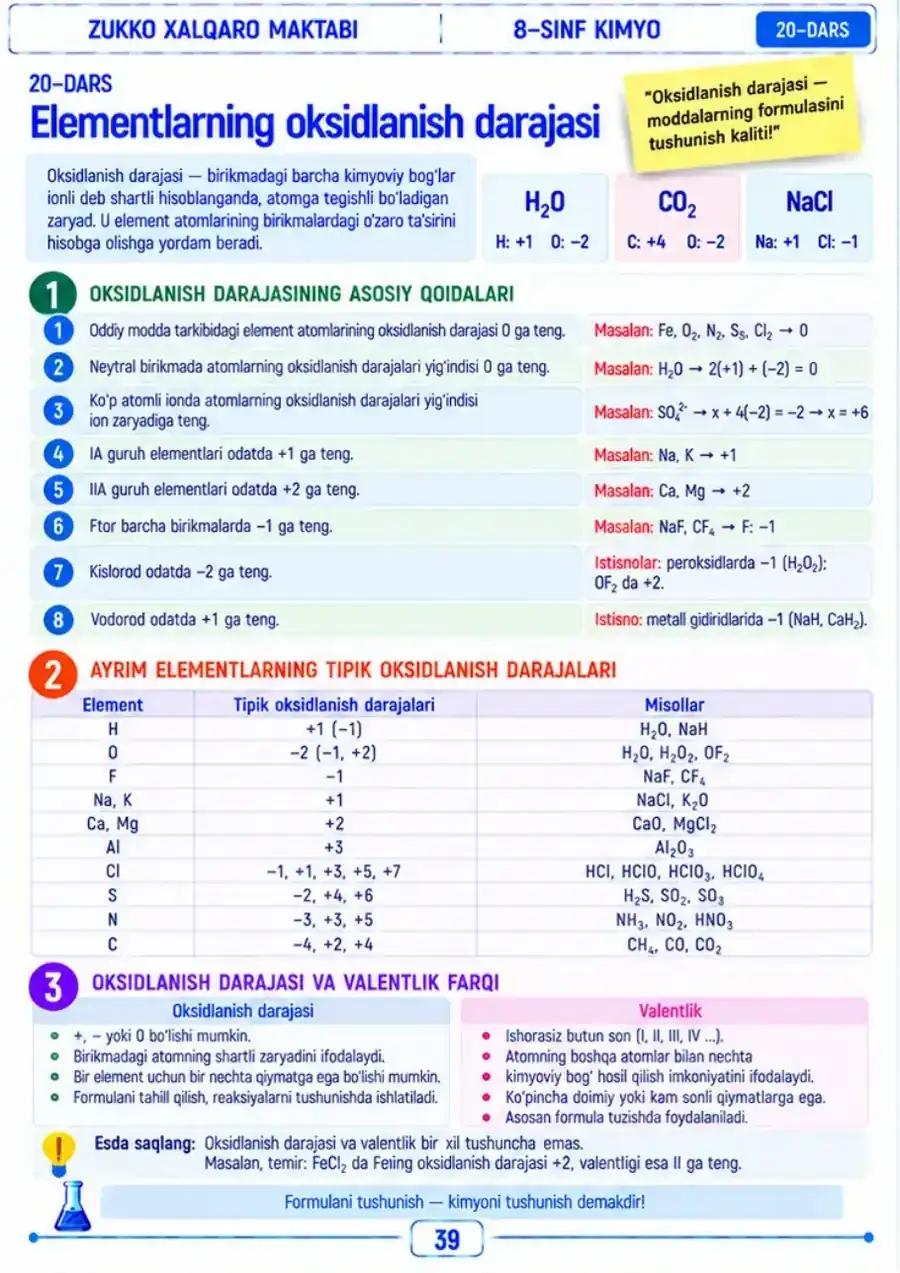 ZUKKO XALQARO MAKTABI
8–SINF KIMYO
20–DARS
20–DARS
Elementlarning oksidlanish darajasi
"Oksidlanish darajasi —
moddalarning formulasini
tushunish kaliti!"
Oksidlanish darajasi — birikmadagi barcha kimyoviy bog'lar
ionli deb shartli hisoblanganda, atomga tegishli bo'ladigan
zaryad. U element atomlarining birikmalardagi o'zaro ta'sirini
hisobga olishga yordam beradi.
H₂O
H: +1 O: −2
CO₂
C: +4 O: −2
NaCl
Na: +1 Cl: −1
1 OKSIDLANISH DARAJASINING ASOSIY QOIDALARI
1 Oddiy modda tarkibidagi element atomlarining oksidlanish darajasi 0 ga teng. Masalan: Fe, O₂, N₂, S₅, Cl₂ → 0
2 Neytral birikmada atomlarning oksidlanish darajalari yig'indisi 0 ga teng. Masalan: H₂O → 2(+1) + (−2) = 0
3 Ko'p atomli ionda atomlarning oksidlanish darajalari yig'indisi
ion zaryadiga teng.
Masalan: SO₄²⁻ → x + 4(−2) = −2 → x = +6
4 IA guruh elementlari odatda +1 ga teng. Masalan: Na, K → +1
5 IIA guruh elementlari odatda +2 ga teng. Masalan: Ca, Mg → +2
6 Ftor barcha birikmalarda −1 ga teng. Masalan: NaF, CF₄ → F: −1
7 Kislorod odatda −2 ga teng. Istisnolar: peroksidlarda −1 (H₂O₂);
OF₂ da +2.
8 Vodorod odatda +1 ga teng. Istisno: metall gidiridlarida −1 (NaH, CaH₂).
2 AYRIM ELEMENTLARNING TIPIK OKSIDLANISH DARAJALARI
Element Tipik oksidlanish darajalari Misollar
H +1 (−1) H₂O, NaH
O −2 (−1, +2) H₂O, H₂O₂, OF₂
F −1 NaF, CF₄
Na, K +1 NaCl, K₂O
Ca, Mg +2 CaO, MgCl₂
Al +3 Al₂O₃
Cl −1, +1, +3, +5, +7 HCl, HClO, HClO₃, HClO₄
S −2, +4, +6 H₂S, SO₂, SO₃
N −3, +3, +5 NH₃, NO₂, HNO₃
C −4, +2, +4 CH₄, CO, CO₂
3 OKSIDLANISH DARAJASI VA VALENTLIK FARQI
Oksidlanish darajasi
• +, − yoki 0 bo'lishi mumkin.
• Birikmadagi atomning shartli zaryadini ifodalaydi.
• Bir element uchun bir nechta qiymatga ega bo'lishi mumkin.
• Formulani tahill qilish, reaksiyalarni tushunishda ishlatiladi.
Valentlik
• Ishorasiz butun son (I, II, III, IV ...).
• Atomning boshqa atomlar bilan nechta
• kimyoviy bog' hosil qilish imkoniyatini ifodalaydi.
• Ko'pincha doimiy yoki kam sonli qiymatlarga ega.
• Asosan formula tuzishda foydalaniladi.
Esda saqlang: Oksidlanish darajasi va valentlik bir xil tushuncha emas.
Masalan, temir: FeCl₂ da Feiing oksidlanish darajasi +2, valentligi esa II ga teng.
Formulani tushunish — kimyoni tushunish demakdir!
39